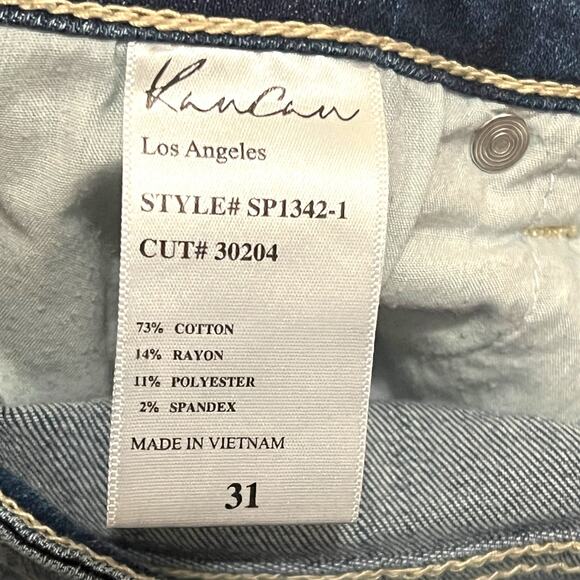 KanCan
Los Angeles
STYLE# SP1342-1
CUT# 30204
73% COTTON
14% RAYON
11% POLYESTER
2% SPANDEX
MADE IN VIETNAM
31